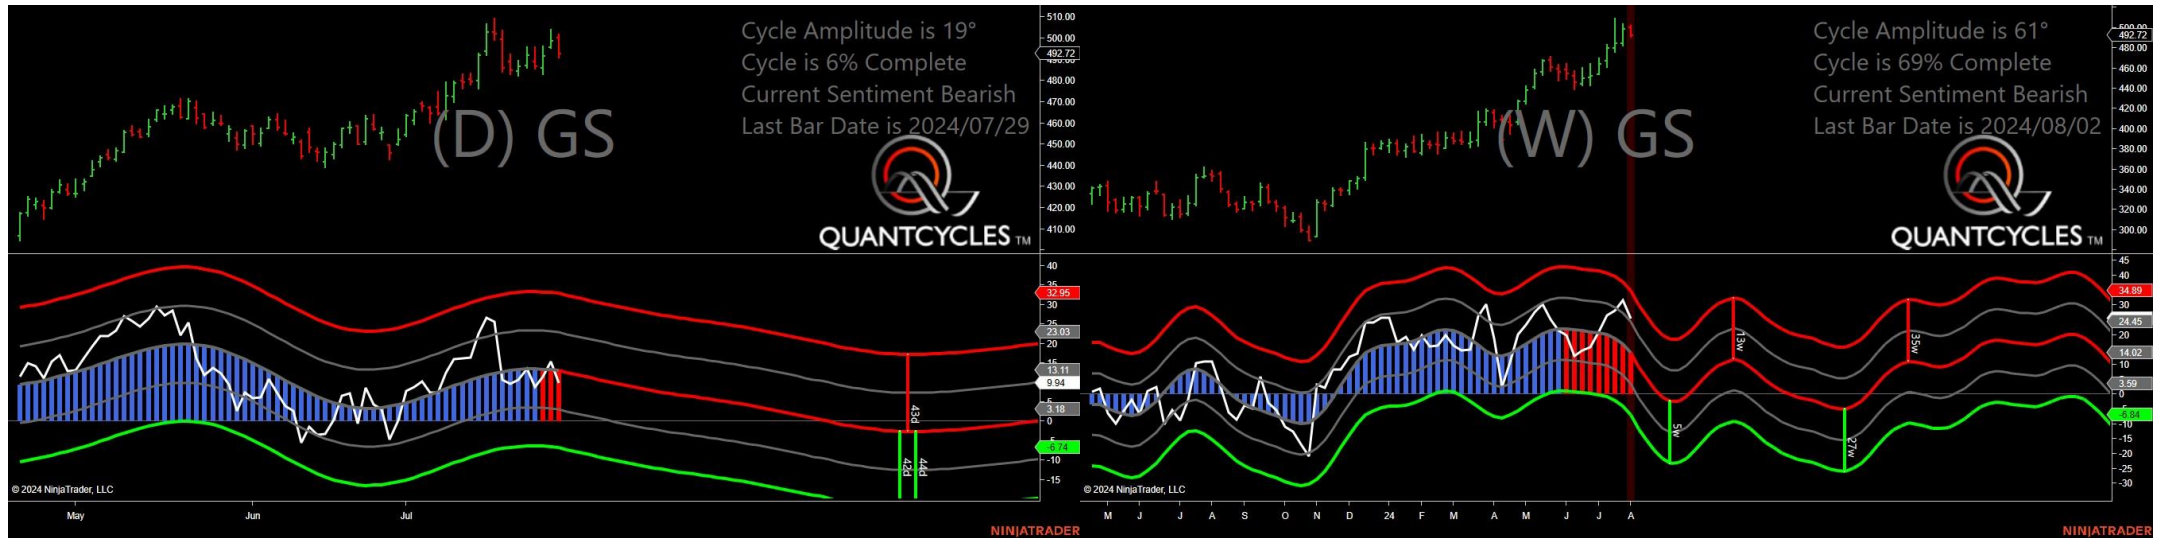 Cycle Amplitude is 19°
Cycle is 6% Complete
Current Sentiment Bearish
Last Bar Date is 2024/07/29
(D) GS
QUANTCYCLES TM
510.00
500.00
492.72
480.00
470.00
460.00
450.00
440.00
430.00
420.00
410.00
40
32.95
30
25
23.03
20
15
13.11
9.94
5
3.18
0
-6.74
-10
-15
43d
42d
44d
© 2024 NinjaTrader, LLC
May
Jun
Jul
NINJATRADER
Cycle Amplitude is 61°
Cycle is 69% Complete
Current Sentiment Bearish
Last Bar Date is 2024/08/02
(W) GS
QUANTCYCLES TM
500.00
492.72
480.00
460.00
440.00
420.00
400.00
380.00
360.00
340.00
320.00
300.00
45
40
34.89
30
24.45
20
14.02
10
3.59
0
-6.84
-10
-15
-20
-25
-30
13w
35w
5w
27w
© 2024 NinjaTrader, LLC
M
J
J
A
S
O
N
D
24
F
M
A
M
J
J
A
NINJATRADER